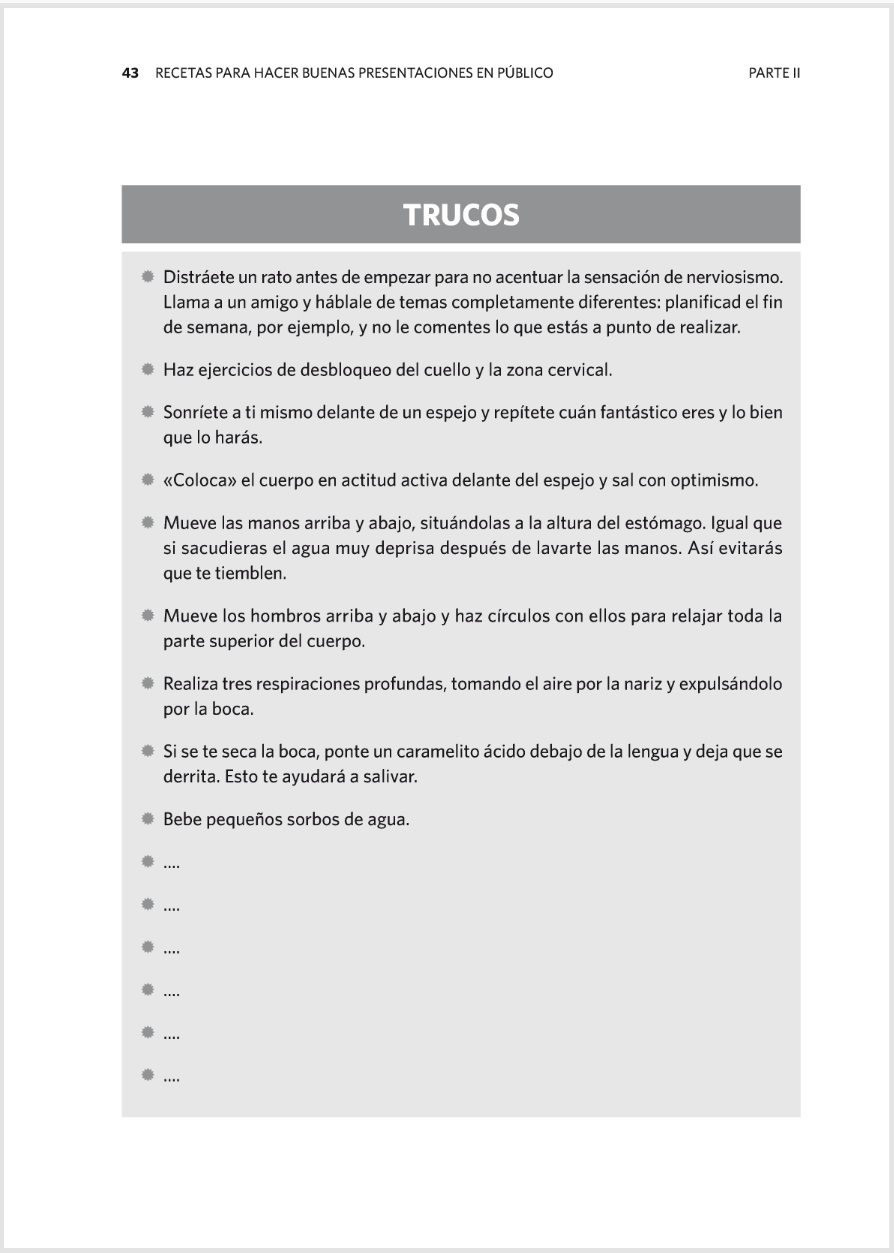 43 RECETAS PARA HACER BUENAS PRESENTACIONES EN PÚBLICO PARTE II
TRUCOS
Distráete un rato antes de empezar para no acentuar la sensación de nerviosismo.
Llama a un amigo y háblale de temas completamente diferentes: planificad el fin
de semana, por ejemplo, y no le comentes lo que estás a punto de realizar.
Haz ejercicios de desbloqueo del cuello y la zona cervical.
Sonríete a ti mismo delante de un espejo y repítete cuán fantástico eres y lo bien
que lo harás.
«Coloca» el cuerpo en actitud activa delante del espejo y sal con optimismo.
Mueve las manos arriba y abajo, situándolas a la altura del estómago. Igual que
si sacudieras el agua muy deprisa después de lavarte las manos. Así evitarás
que te tiemblen.
Mueve los hombros arriba y abajo y haz círculos con ellos para relajar toda la
parte superior del cuerpo.
Realiza tres respiraciones profundas, tomando el aire por la nariz y expulsándolo
por la boca.
Si se te seca la boca, ponte un caramelito ácido debajo de la lengua y deja que se
derrita. Esto te ayudará a salivar.
Bebe pequeños sorbos de agua.
....
....
....
....
....
....